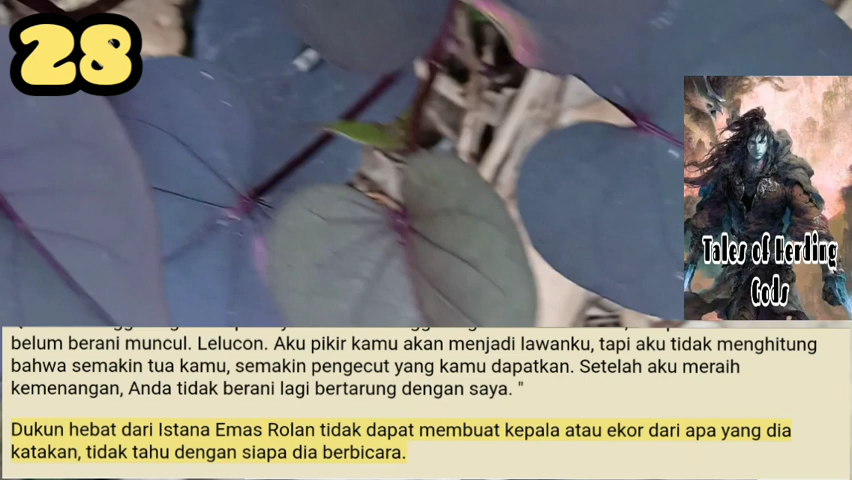 28
Tales of Herding
Gods
belum berani muncul. Lelucon. Aku pikir kamu akan menjadi lawanku, tapi aku tidak menghitung
bahwa semakin tua kamu, semakin pengecut yang kamu dapatkan. Setelah aku meraih
kemenangan, Anda tidak berani lagi bertarung dengan saya. "
Dukun hebat dari Istana Emas Rolan tidak dapat membuat kepala atau ekor dari apa yang dia
katakan, tidak tahu dengan siapa dia berbicara.